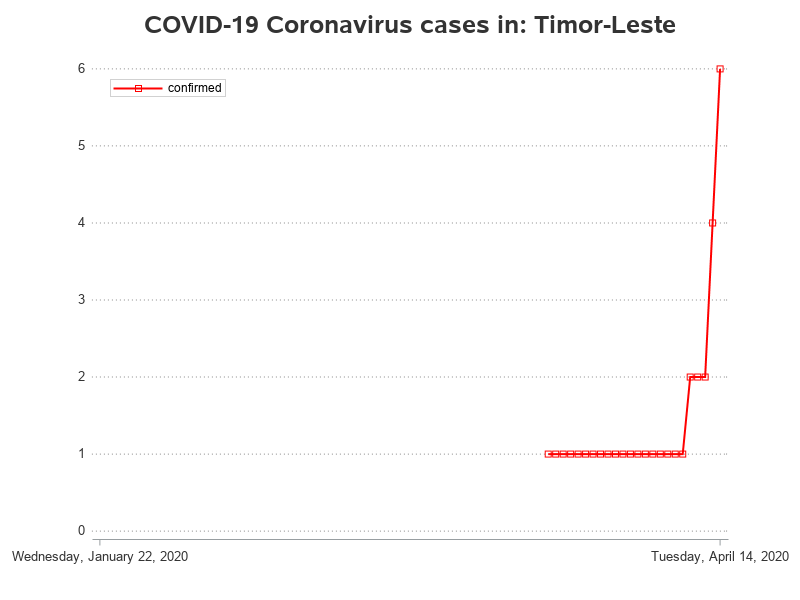 COVID-19 Coronavirus cases in: Timor-Leste
6
confirmed
5
4
3
2
1
0
Wednesday, January 22, 2020
Tuesday, April 14, 2020